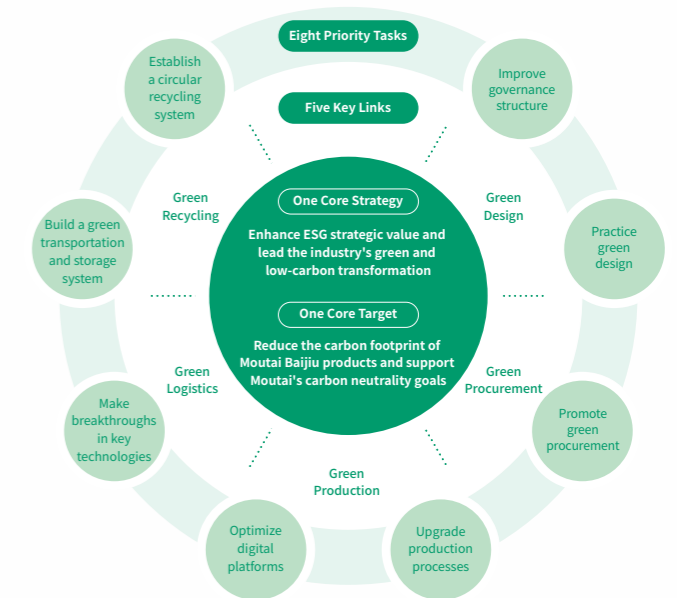 Eight Priority Tasks
Establish
a circular
recycling
system
Improve
governance
structure
Five Key Links
Green
Recycling
One Core Strategy
Green
Design
Build a green
transportation
and storage
system
Enhance ESG strategic value and
lead the industry's green and
low-carbon transformation
Practice
green
design
One Core Target
Reduce the carbon footprint of
Moutai Baijiu products and support
Moutai's carbon neutrality goals
Green
Logistics
Green
Procurement
Make
breakthroughs
in key
technologies
Promote
green
procurement
Green
Production
Optimize
digital
platforms
Upgrade
production
processes